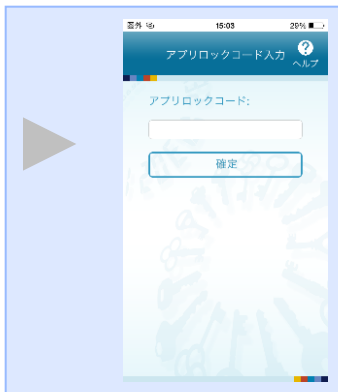 圏外 15:03 29%
アプリロックコード入力
?
ヘルプ
アプリロックコード:
確定